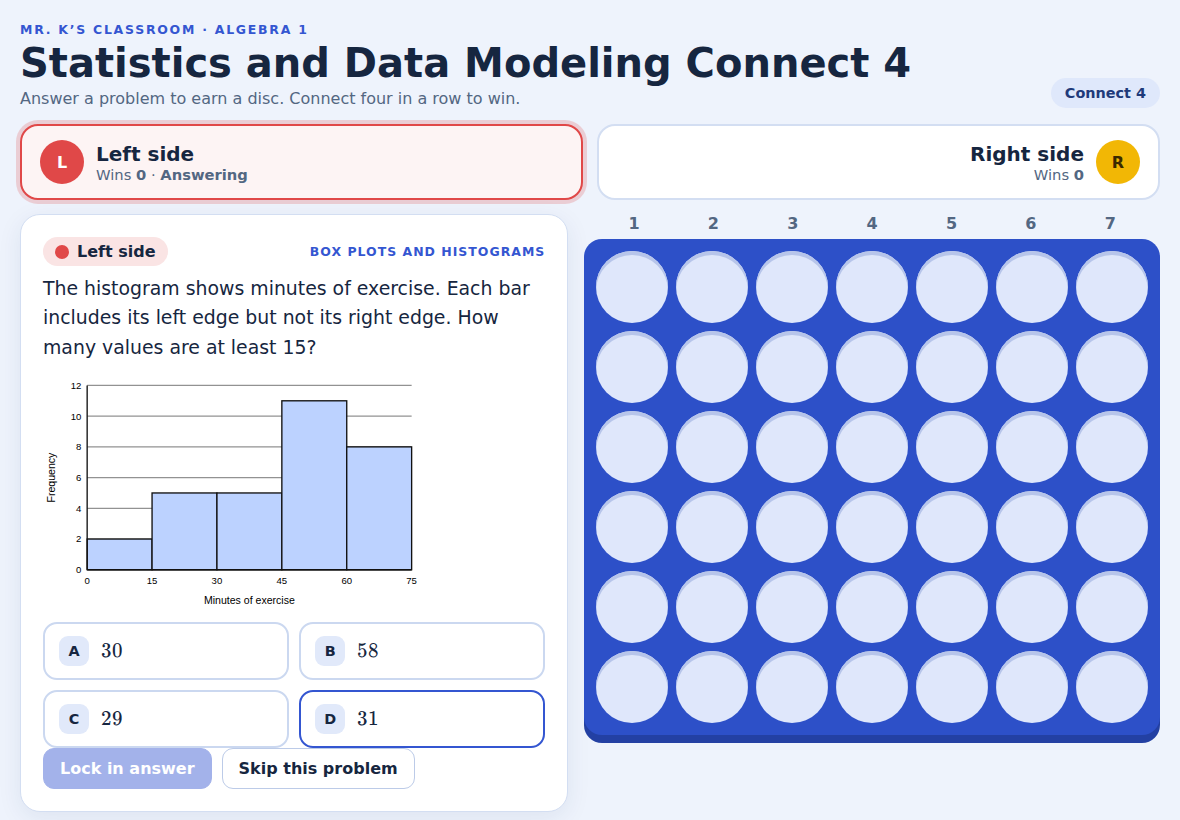 MR. K'S CLASSROOM · ALGEBRA 1
Statistics and Data Modeling Connect 4
Answer a problem to earn a disc. Connect four in a row to win.
Connect 4
L
Left side
Wins 0 · Answering
Right side
Wins 0
R
Left side
BOX PLOTS AND HISTOGRAMS
The histogram shows minutes of exercise. Each bar
includes its left edge but not its right edge. How
many values are at least 15?
12
10
8
6
4
2
0
Frequency
0 15 30 45 60 75
Minutes of exercise
A 30
B 58
C 29
D 31
Lock in answer
Skip this problem
1 2 3 4 5 6 7